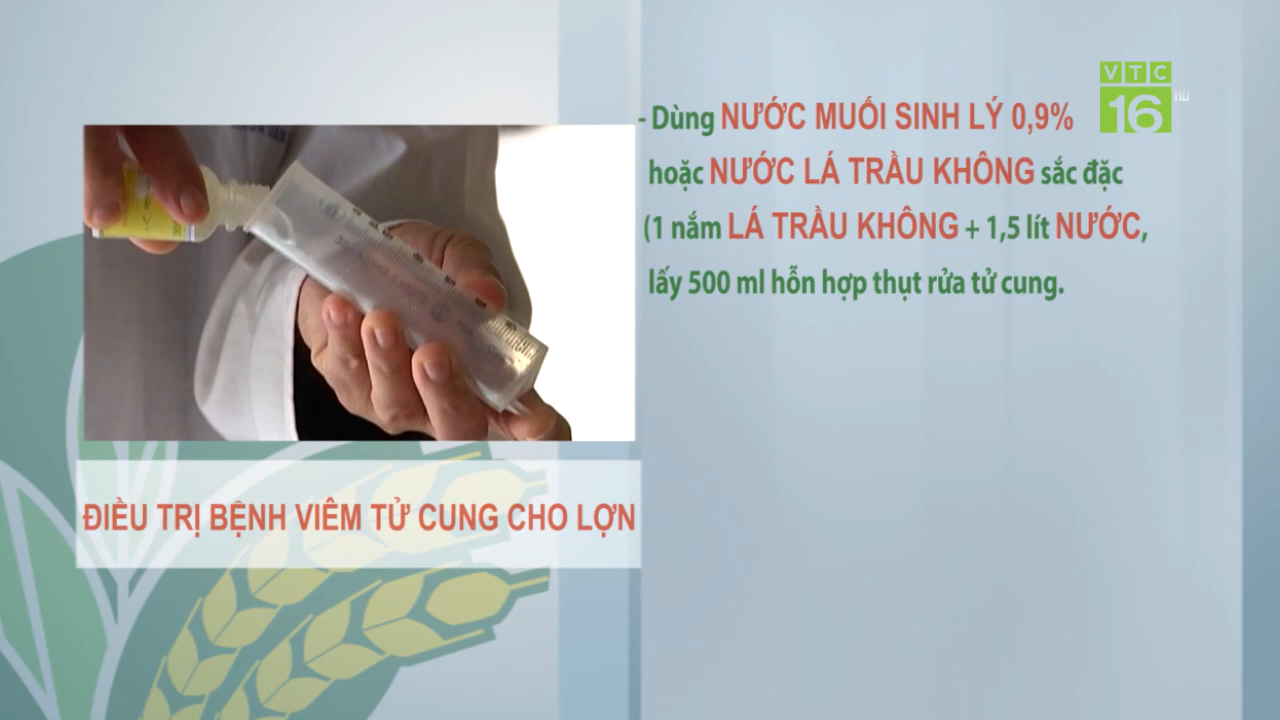 VTC
16 HD
- Dùng NƯỚC MUỐI SINH LÝ 0,9%
hoặc NƯỚC LÁ TRẦU KHÔNG sắc đặc
(1 nắm LÁ TRẦU KHÔNG + 1,5 lít NƯỚC,
lấy 500 ml hỗn hợp thụt rửa tử cung.
ĐIỀU TRỊ BỆNH VIÊM TỬ CUNG CHO LỢN